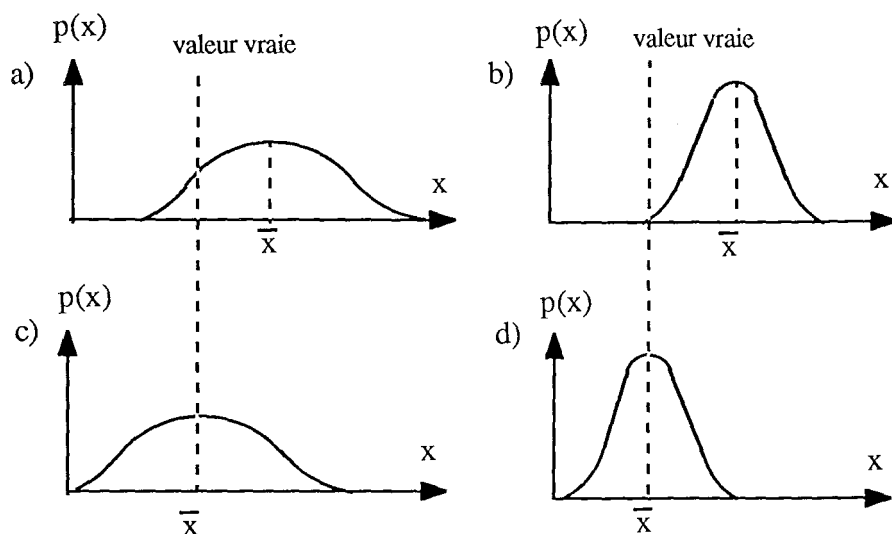 a)
p(x)
valeur vraie
x
x̅
b)
p(x)
valeur vraie
x
x̅
c)
p(x)
x
x̅
d)
p(x)
x
x̅